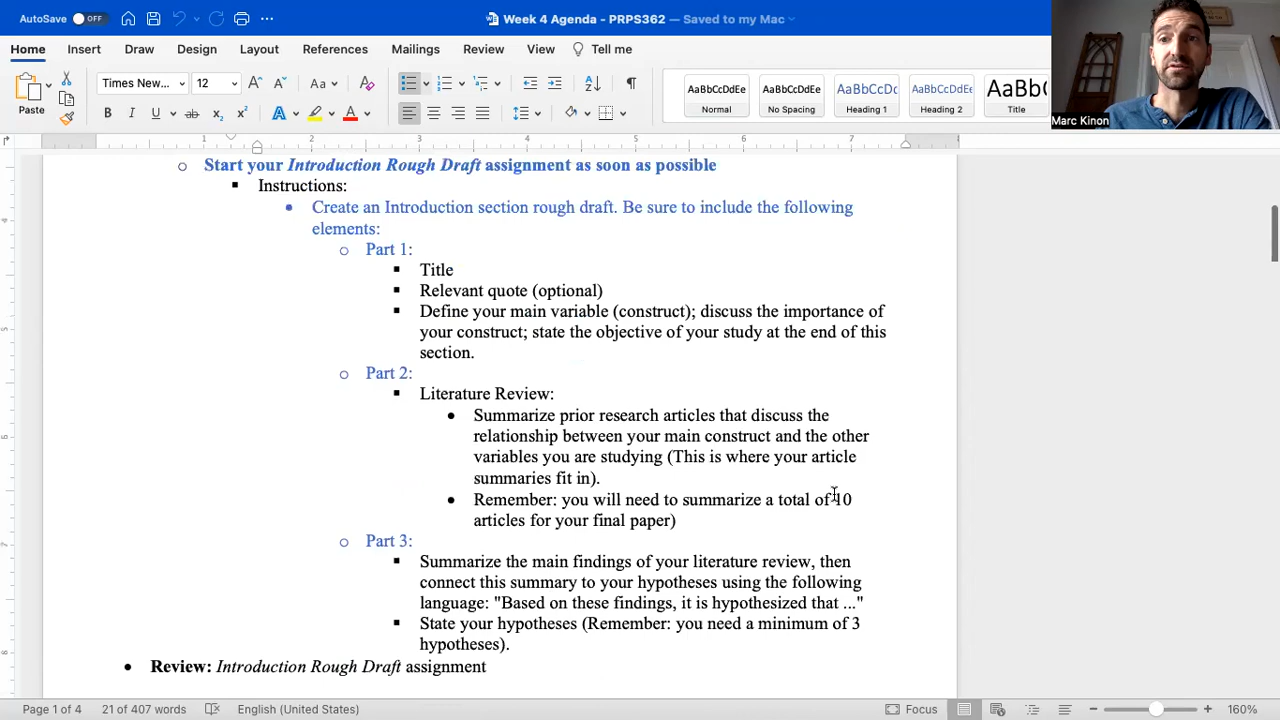 AutoSave OFF Week 4 Agenda - PRPS362 — Saved to my Mac
Home Insert Draw Design Layout References Mailings Review View Tell me
Paste Times New... 12 Aa A A
B I U ab A A
AaBbCcDdEe AaBbCcDdEe AaBbCcDc AaBbCcDdEe AaBb
Normal No Spacing Heading 1 Heading 2 Title
Marc Kinon
1 2 3 4 5 6 7
Start your Introduction Rough Draft assignment as soon as possible
Instructions:
Create an Introduction section rough draft. Be sure to include the following
elements:
Part 1:
Title
Relevant quote (optional)
Define your main variable (construct); discuss the importance of
your construct; state the objective of your study at the end of this
section.
Part 2:
Literature Review:
Summarize prior research articles that discuss the
relationship between your main construct and the other
variables you are studying (This is where your article
summaries fit in).
Remember: you will need to summarize a total of 10
articles for your final paper)
Part 3:
Summarize the main findings of your literature review, then
connect this summary to your hypotheses using the following
language: "Based on these findings, it is hypothesized that ..."
State your hypotheses (Remember: you need a minimum of 3
hypotheses).
Review: Introduction Rough Draft assignment
Page 1 of 4 21 of 407 words English (United States) Focus 160%